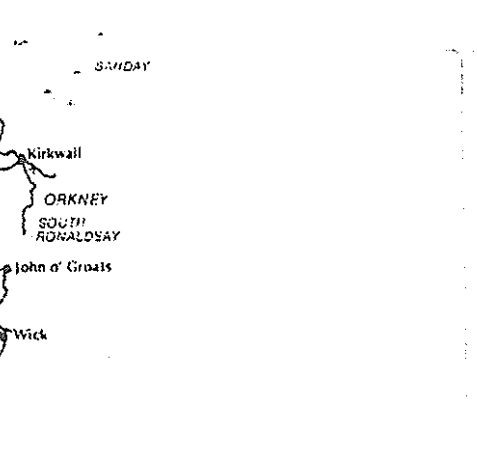 SANDAY
Kirkwall
ORKNEY
SOUTH
RONALDSAY
John o' Groats
Wick